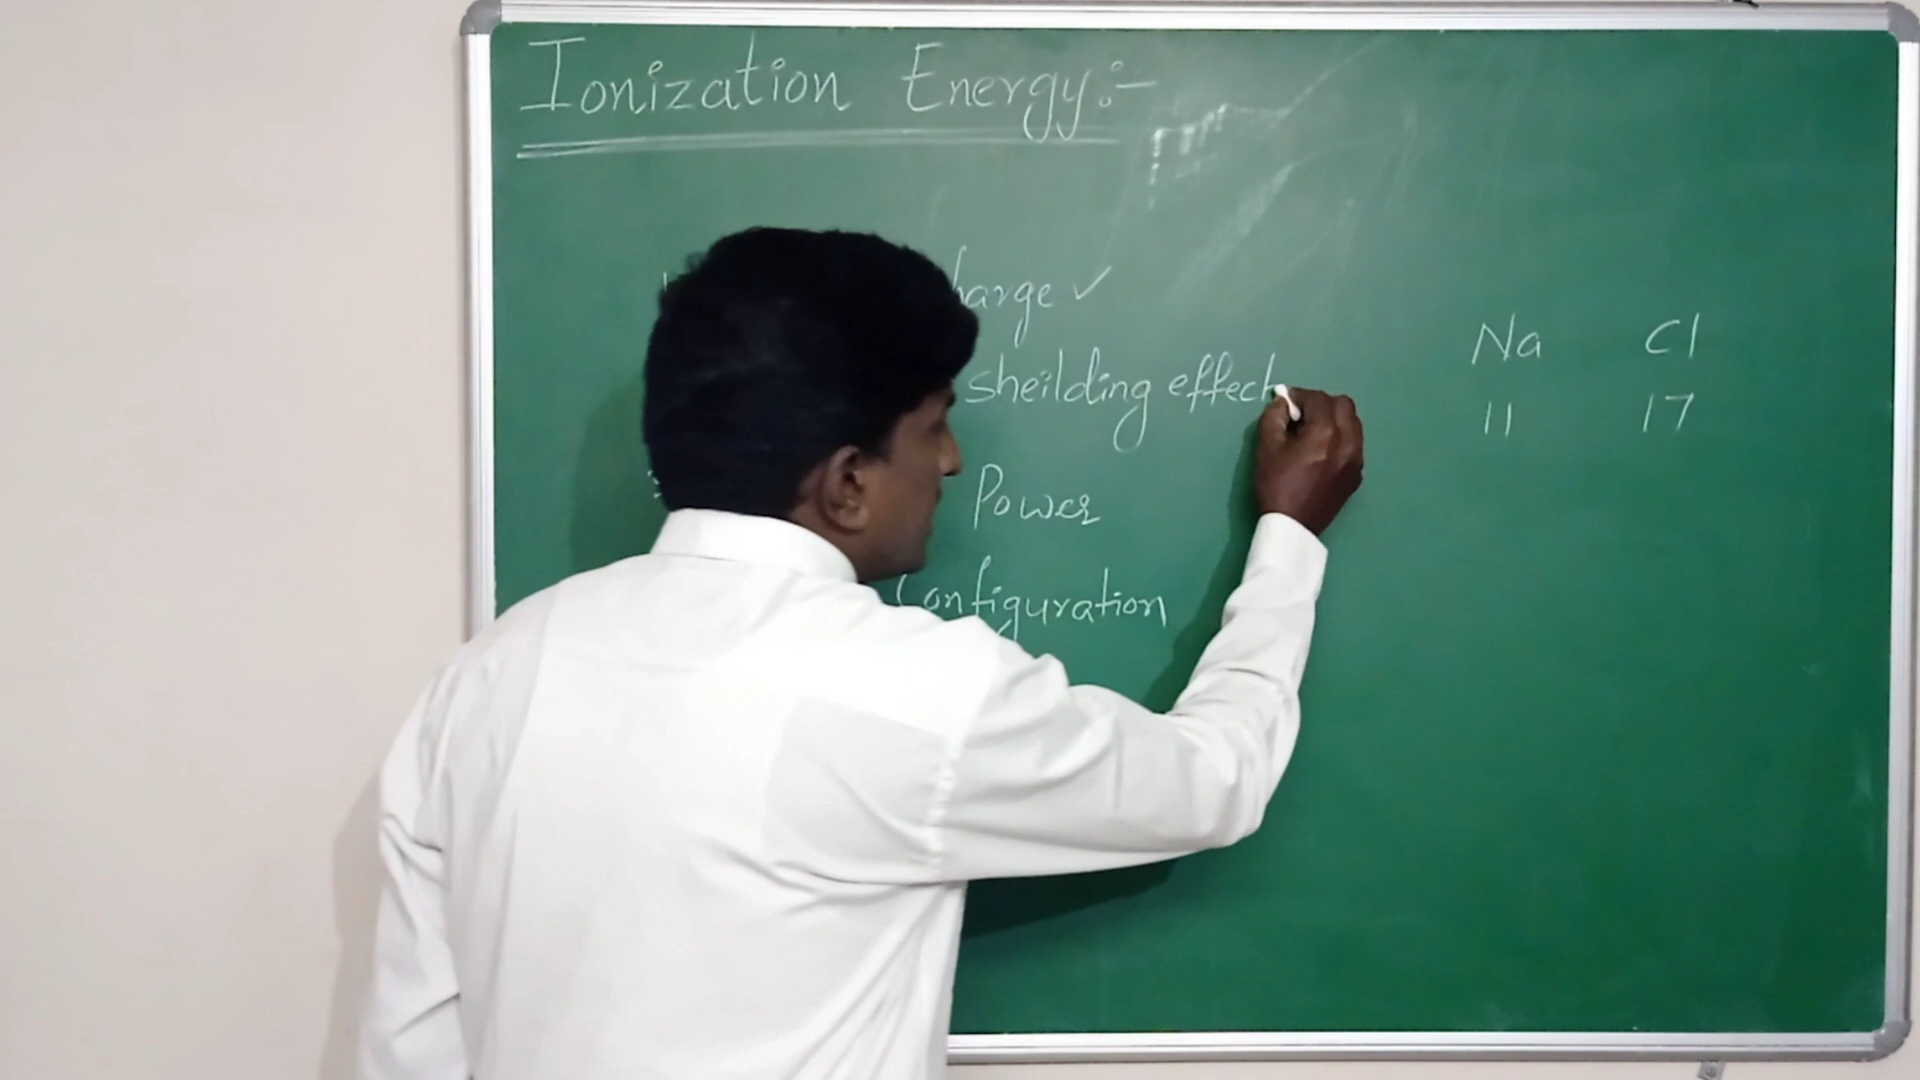 Ionization Energy:-
harge ✓
sheilding effect
Power
Configuration
Na Cl
11 17